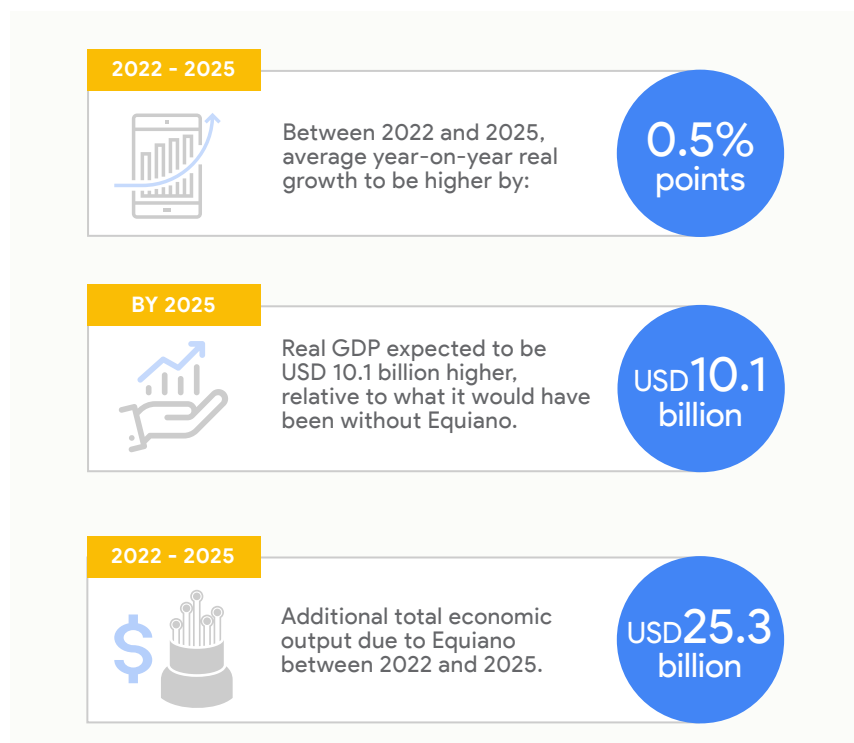 2022 - 2025
Between 2022 and 2025,
average year-on-year real
growth to be higher by:
0.5%
points
BY 2025
Real GDP expected to be
USD 10.1 billion higher,
relative to what it would have
been without Equiano.
USD10.1
billion
2022 - 2025
$
Additional total economic
output due to Equiano
between 2022 and 2025.
USD25.3
billion